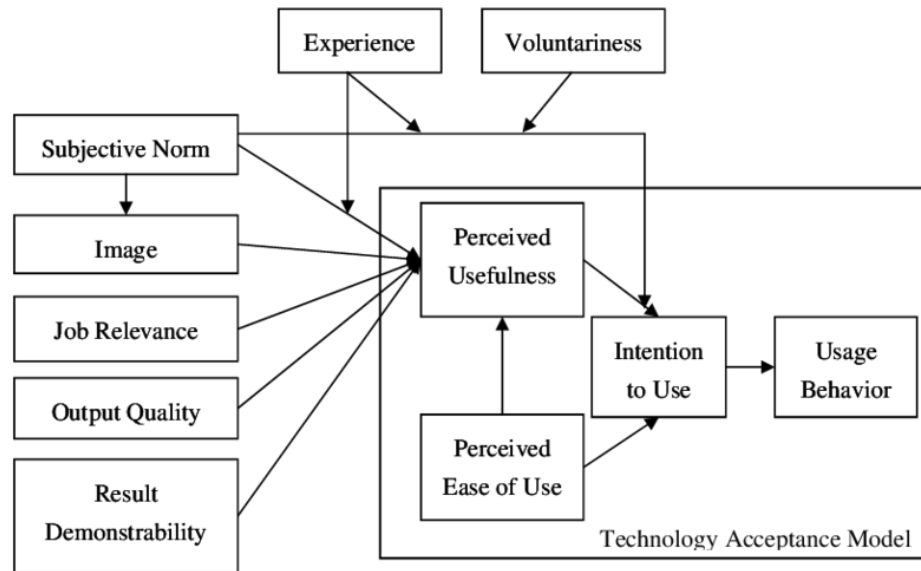 Experience
Voluntariness
Subjective Norm
Image
Job Relevance
Output Quality
Result
Demonstrability
Perceived
Usefulness
Perceived
Ease of Use
Intention
to Use
Usage
Behavior
Technology Acceptance Model